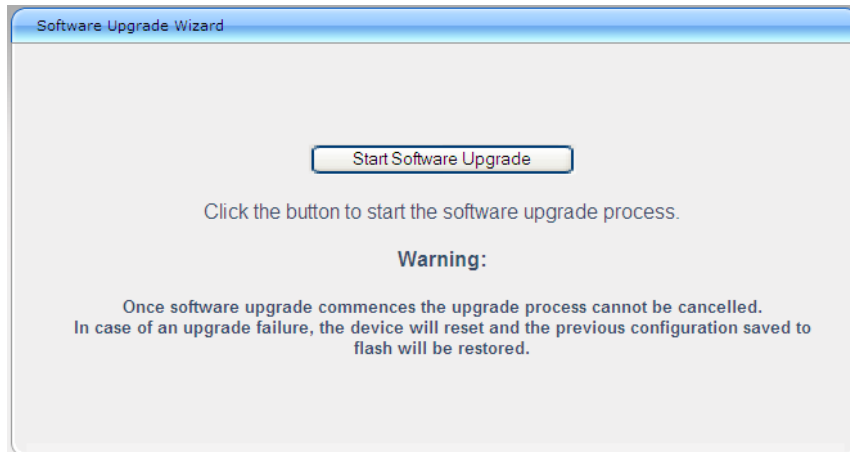 Software Upgrade Wizard
Start Software Upgrade
Click the button to start the software upgrade process.
Warning:
Once software upgrade commences the upgrade process cannot be cancelled.
In case of an upgrade failure, the device will reset and the previous configuration saved to
flash will be restored.